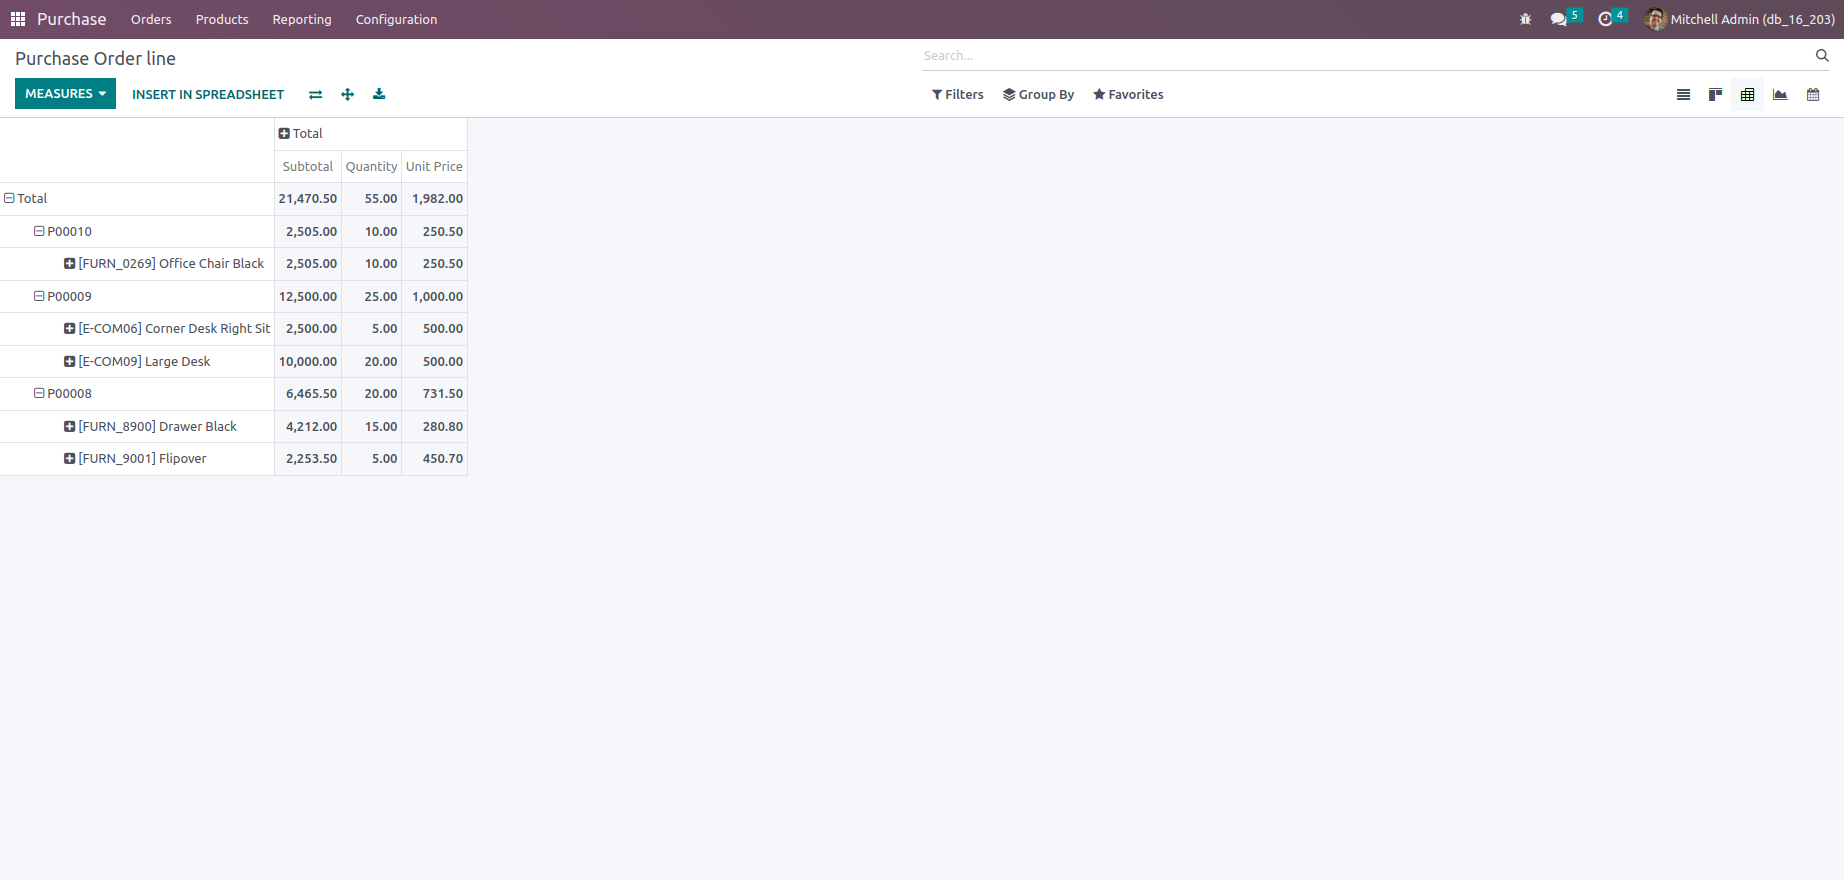 Purchase Orders Products Reporting Configuration 5 4 Mitchell Admin (db_16_203)
Purchase Order line Search...
MEASURES INSERT IN SPREADSHEET Filters Group By Favorites
Total
Subtotal Quantity Unit Price
Total 21,470.50 55.00 1,982.00
P00010 2,505.00 10.00 250.50
[FURN_0269] Office Chair Black 2,505.00 10.00 250.50
P00009 12,500.00 25.00 1,000.00
[E-COM06] Corner Desk Right Sit 2,500.00 5.00 500.00
[E-COM09] Large Desk 10,000.00 20.00 500.00
P00008 6,465.50 20.00 731.50
[FURN_8900] Drawer Black 4,212.00 15.00 280.80
[FURN_9001] Flipover 2,253.50 5.00 450.70